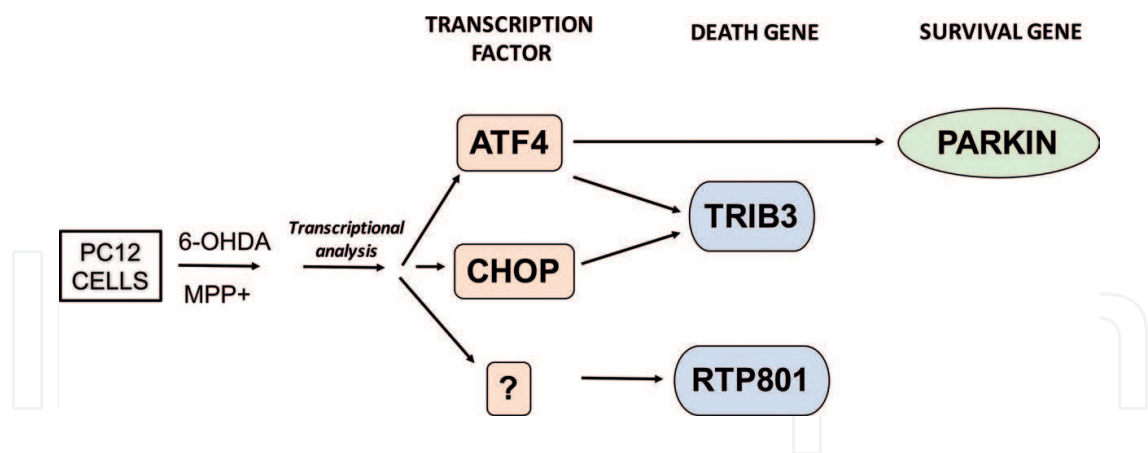 TRANSCRIPTION
FACTOR
DEATH GENE
SURVIVAL GENE
ATF4
PARKIN
TRIB3
PC12
CELLS
6-OHDA
MPP+
Transcriptional
analysis
CHOP
?
RTP801